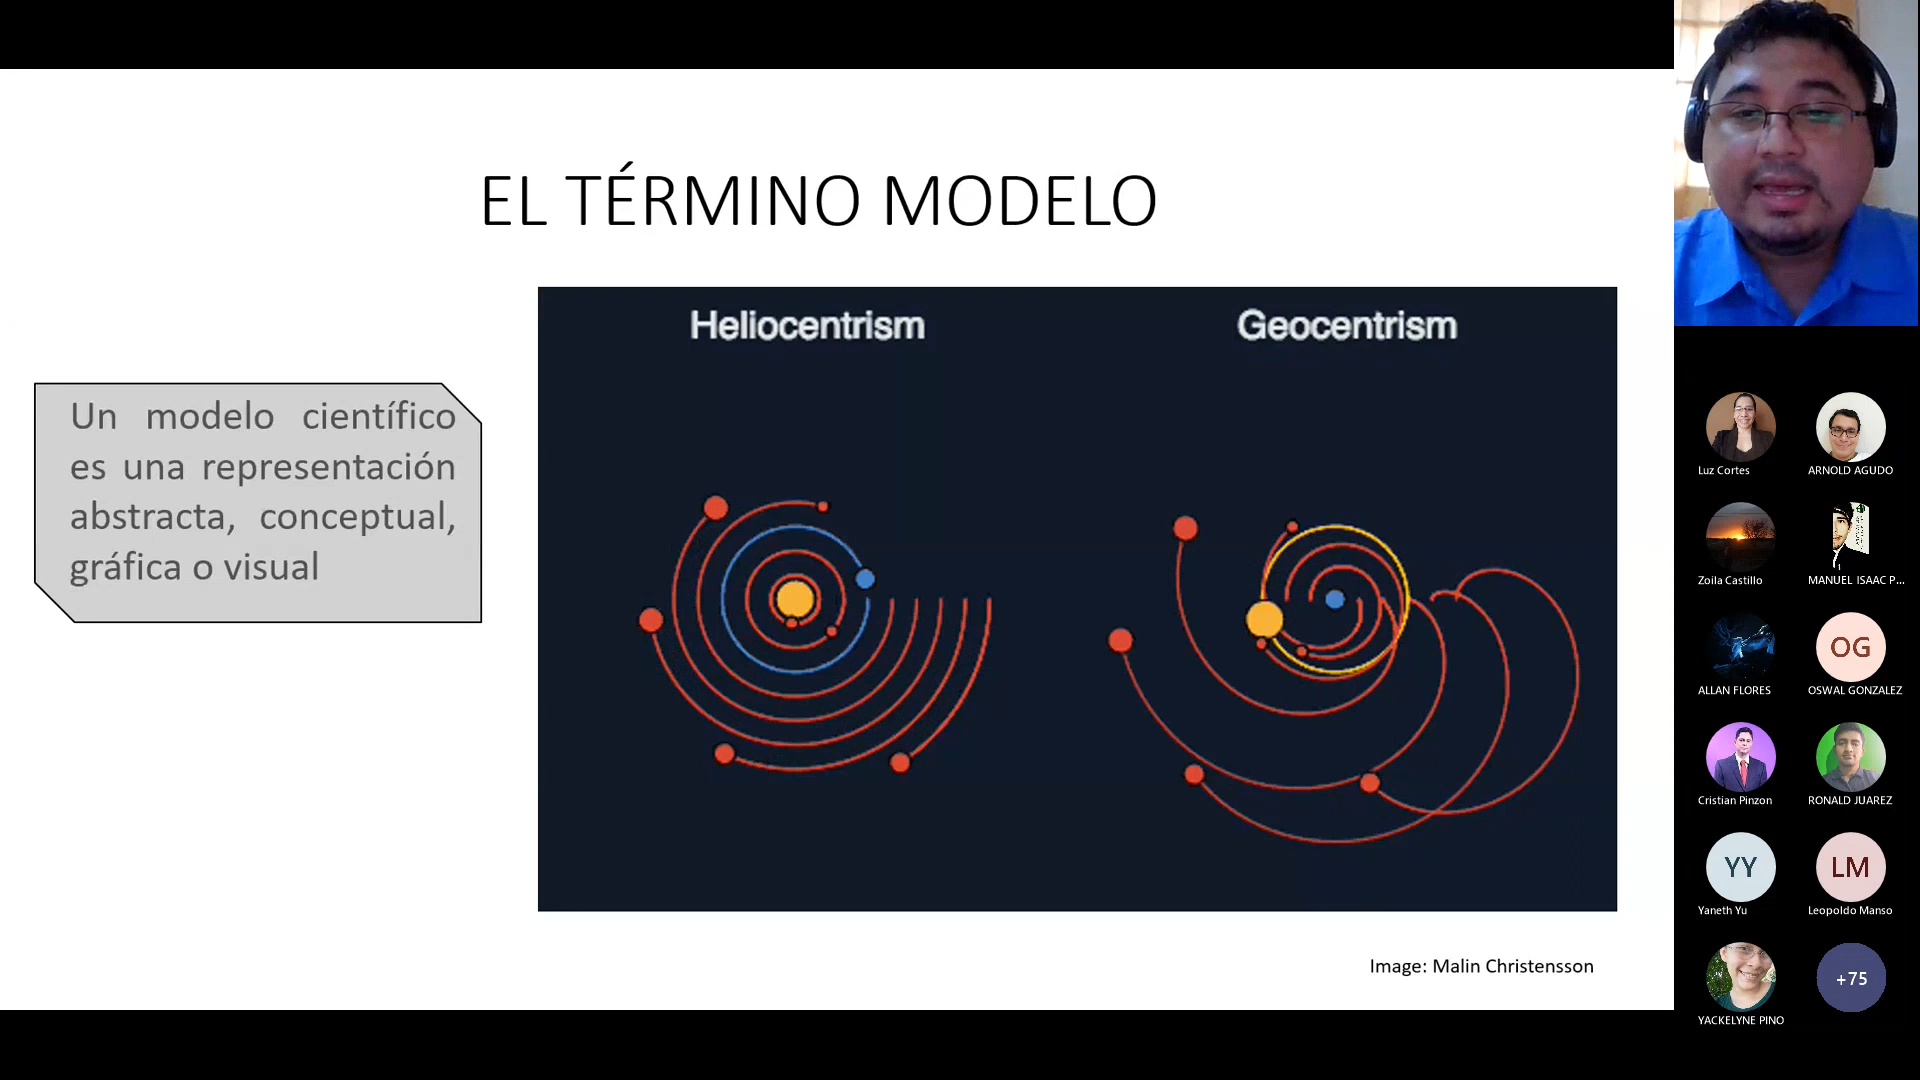 EL TÉRMINO MODELO
Heliocentrism
Geocentrism
Un modelo científico
es una representación
abstracta, conceptual,
gráfica o visual
Image: Malin Christensson
Luz Cortes
ARNOLD AGUDO
Zoila Castillo
MANUEL ISAAC P...
OG
ALLAN FLORES
OSWAL GONZALEZ
Cristian Pinzon
RONALD JUAREZ
YY
LM
Yaneth Yu
Leopoldo Manso
+75
YACKELYNE PINO